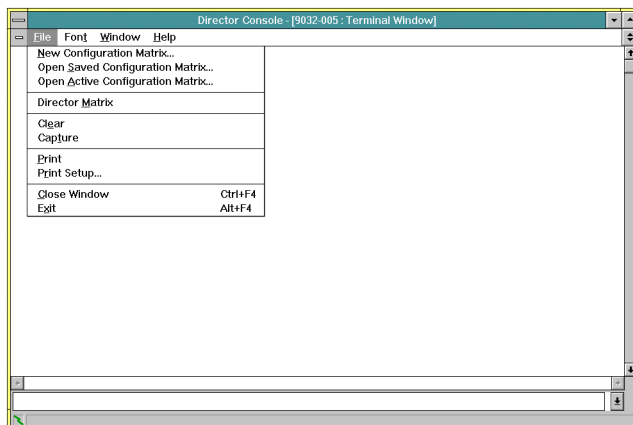 Director Console - [9032-005 : Terminal Window]
File Font Window Help
New Configuration Matrix...
Open Saved Configuration Matrix...
Open Active Configuration Matrix...
Director Matrix
Clear
Capture
Print
Print Setup...
Close Window Ctrl+F4
Exit Alt+F4